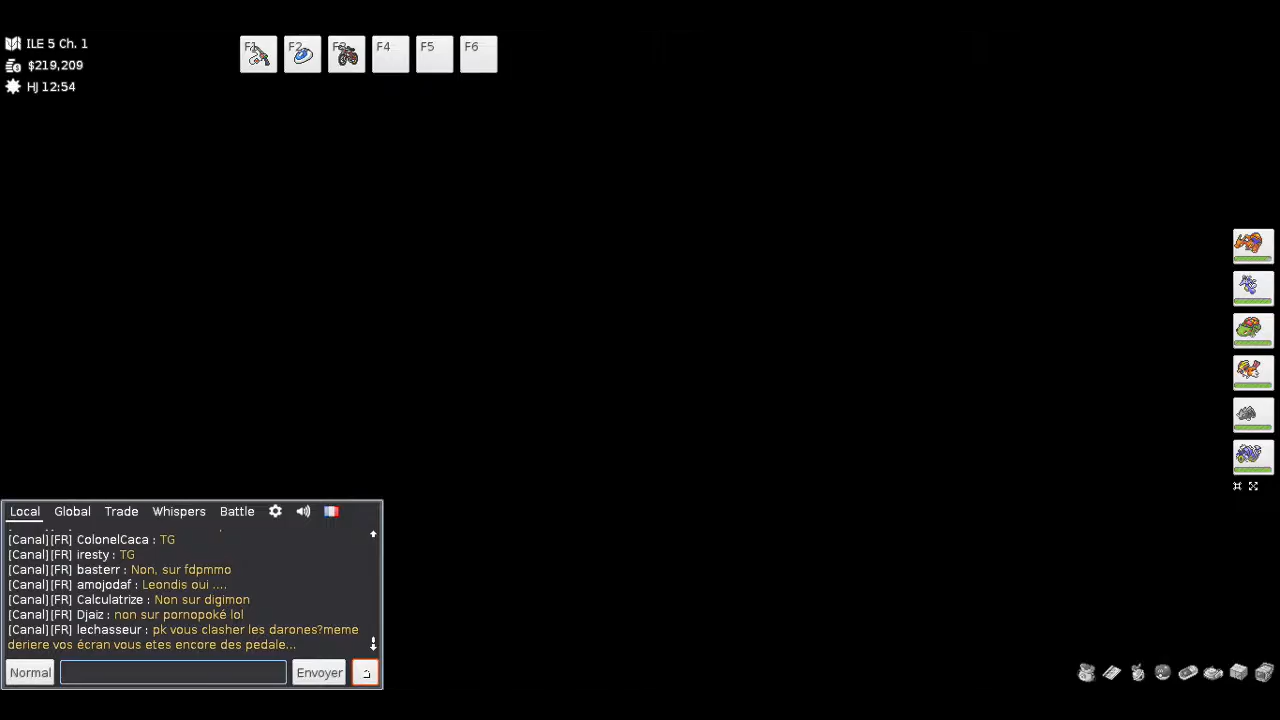 ILE 5 Ch. 1
$219,209
HJ 12:54
F1 F2 F3 F4 F5 F6
Local Global Trade Whispers Battle
[Canal][FR] ColonelCaca : TG
[Canal][FR] iresty : TG
[Canal][FR] basterr : Non, sur fdpmmo
[Canal][FR] amojodaf : Leondis oui ....
[Canal][FR] Calculatrize : Non sur digimon
[Canal][FR] Djaiz : non sur pornopoké lol
[Canal][FR] lechasseur : pk vous clasher les darones?meme
deriere vos écran vous etes encore des pedale...
Normal Envoyer